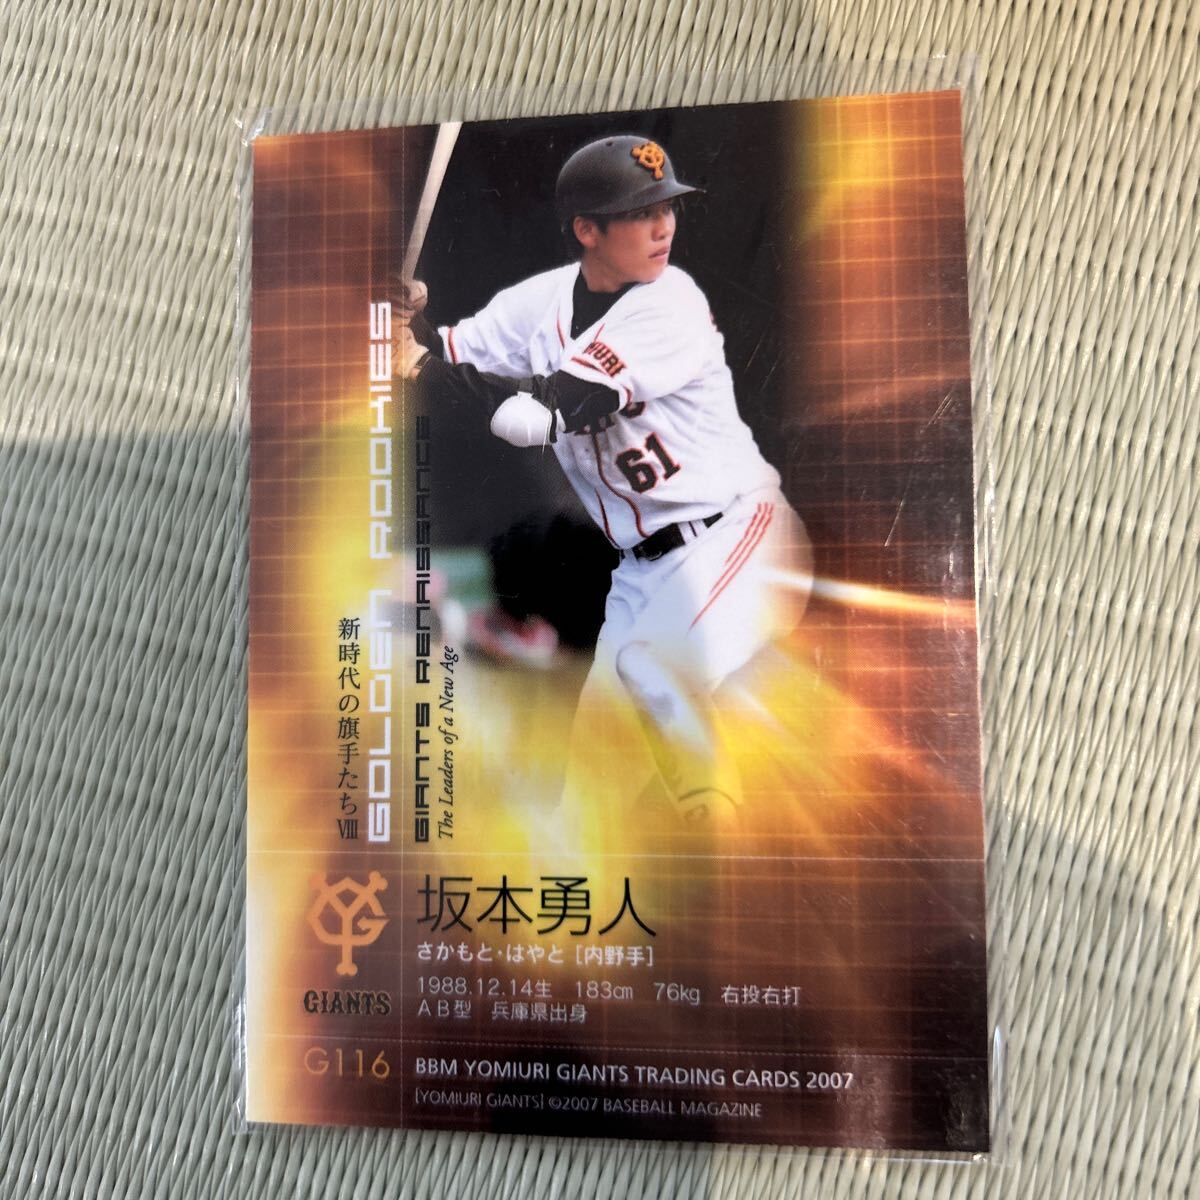 GOLDEN ROOKIES
GIANTS RENAISSANCE
The Leaders of a New Age
新時代の旗手たちⅧ
61
GIANTS
坂本勇人
さかもと・はやと [内野手]
1988.12.14生 183cm 76kg 右投右打
AB型 兵庫県出身
G116
BBM YOMIURI GIANTS TRADING CARDS 2007
[YOMIURI GIANTS] ©2007 BASEBALL MAGAZINE